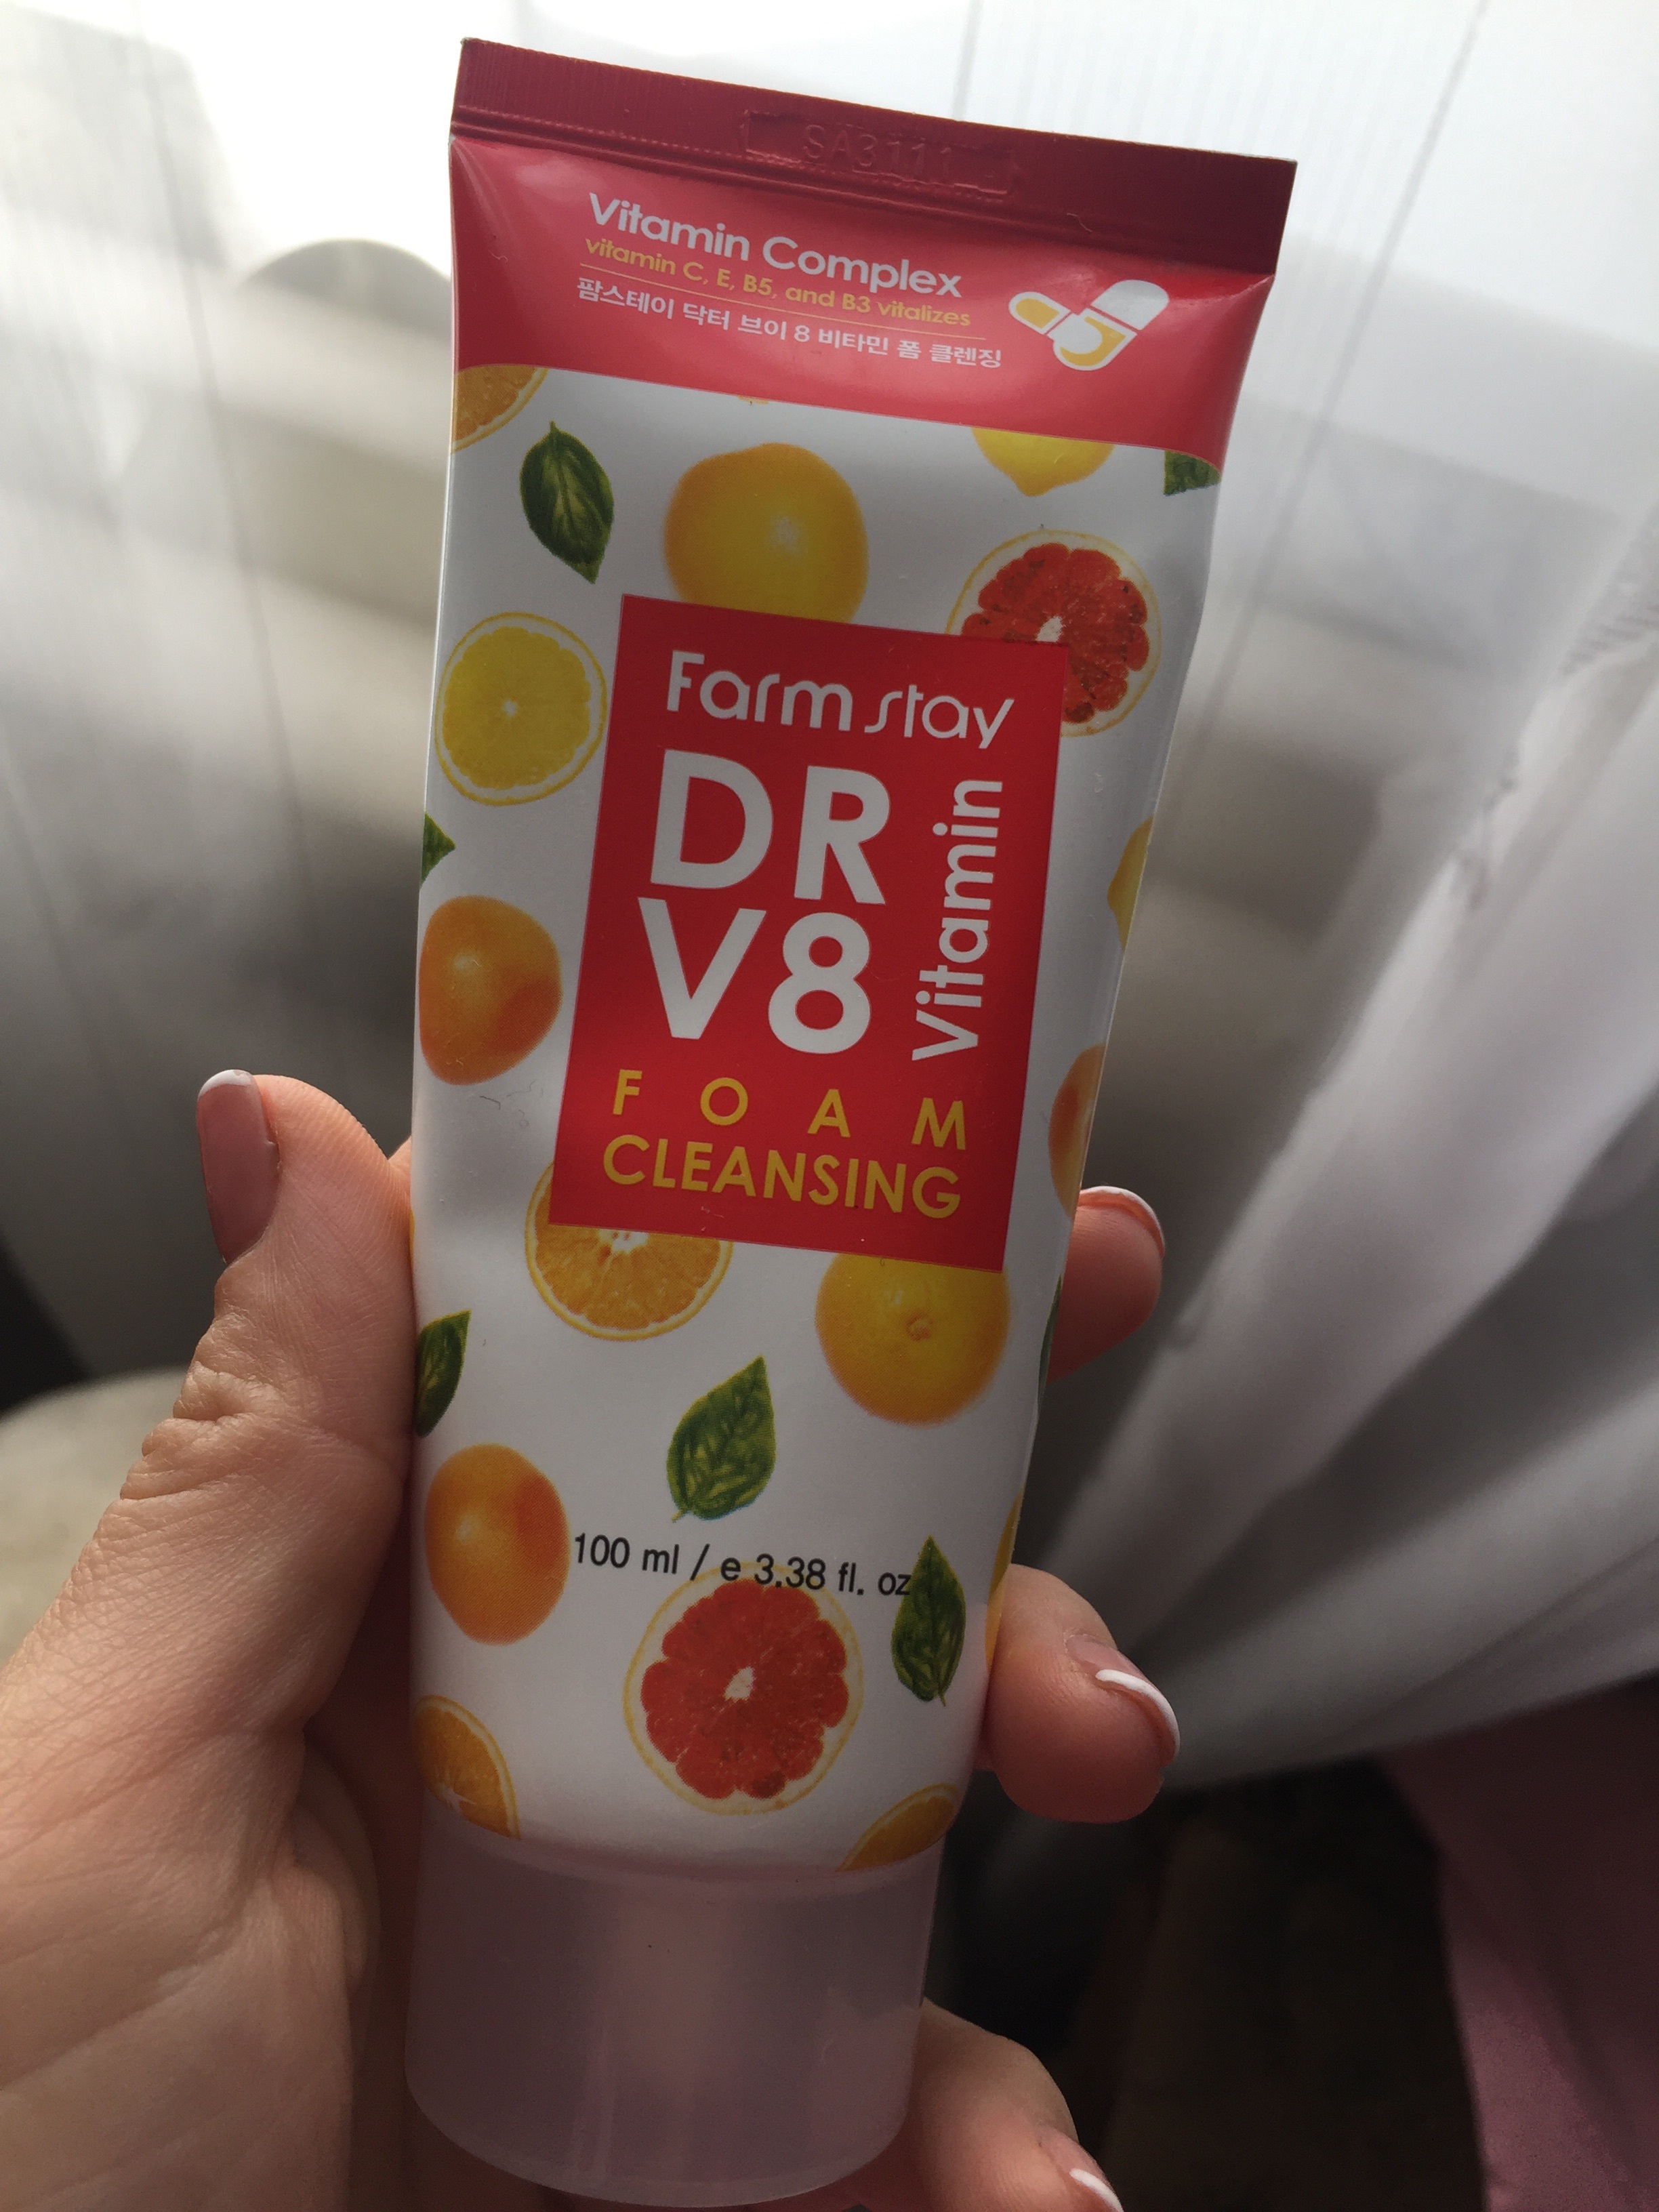 SA3111
Vitamin Complex
vitamin C, E, B5, and B3 vitalizes
팜스테이 닥터 브이 8 비타민 폼 클렌징
Farm stay
DR
V8
Vitamin
FOAM
CLEANSING
100 ml / e 3.38 fl. oz